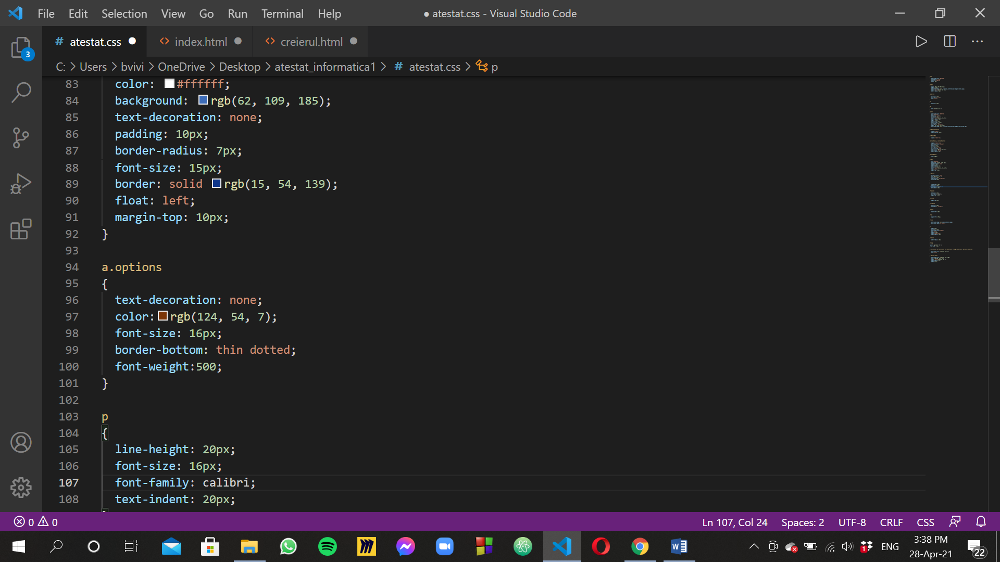 File Edit Selection View Go Run Terminal Help ● atestat.css - Visual Studio Code
# atestat.css ● <> index.html ● <> creierul.html ●
3
C: > Users > bvivi > OneDrive > Desktop > atestat_informatica1 > # atestat.css > p
83 color: #ffffff;
84 background: rgb(62, 109, 185);
85 text-decoration: none;
86 padding: 10px;
87 border-radius: 7px;
88 font-size: 15px;
89 border: solid rgb(15, 54, 139);
90 float: left;
91 margin-top: 10px;
92 }
93
94 a.options
95 {
96 text-decoration: none;
97 color: rgb(124, 54, 7);
98 font-size: 16px;
99 border-bottom: thin dotted;
100 font-weight:500;
101 }
102
103 p
104 {
105 line-height: 20px;
106 font-size: 16px;
107 font-family: calibri;
108 text-indent: 20px;
0 0 Ln 107, Col 24 Spaces: 2 UTF-8 CRLF CSS
1 ENG 3:38 PM
28-Apr-21 22